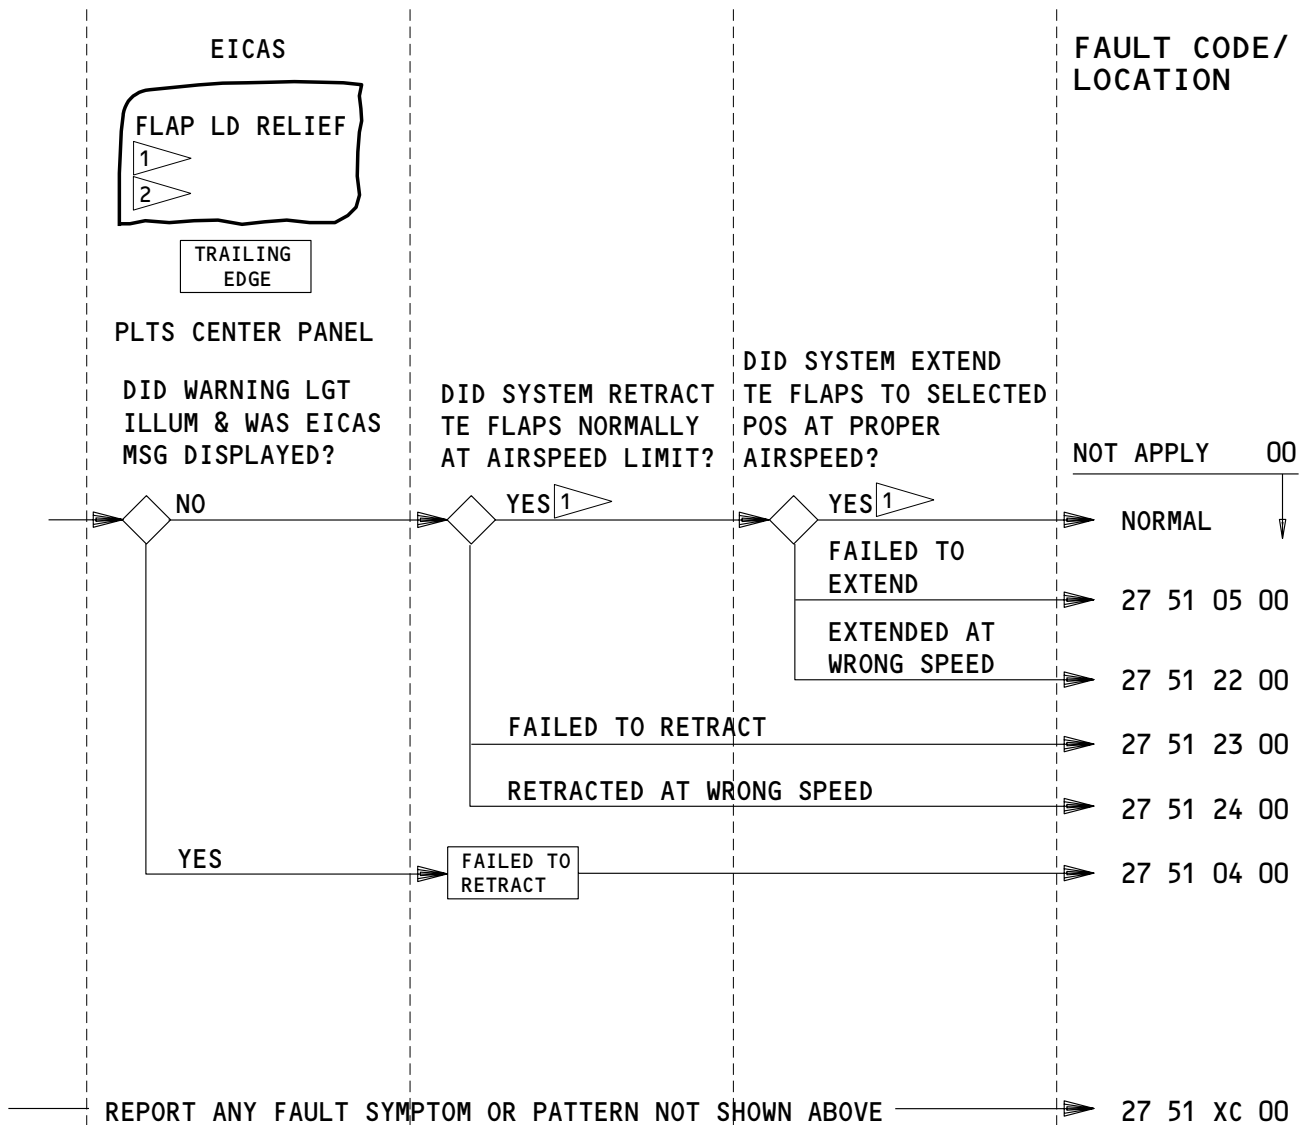 EICAS
FLAP LD RELIEF
1
2
TRAILING
EDGE
PLTS CENTER PANEL
DID WARNING LGT
ILLUM & WAS EICAS
MSG DISPLAYED?
DID SYSTEM RETRACT
TE FLAPS NORMALLY
AT AIRSPEED LIMIT?
DID SYSTEM EXTEND
TE FLAPS TO SELECTED
POS AT PROPER
AIRSPEED?
FAULT CODE/
LOCATION
NOT APPLY 00
NO
YES 1
YES 1
NORMAL
FAILED TO
EXTEND
27 51 05 00
EXTENDED AT
WRONG SPEED
27 51 22 00
FAILED TO RETRACT
27 51 23 00
RETRACTED AT WRONG SPEED
27 51 24 00
YES
FAILED TO
RETRACT
27 51 04 00
REPORT ANY FAULT SYMPTOM OR PATTERN NOT SHOWN ABOVE
27 51 XC 00